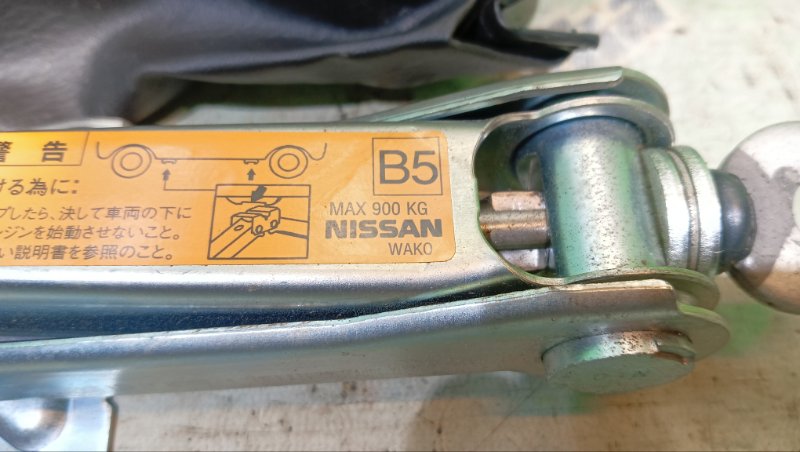 警告
B5
ける為に:
プしたら、決して車両の下に
ンジンを始動させないこと。
い説明書を参照のこと。
MAX 900 KG
NISSAN
WAKO